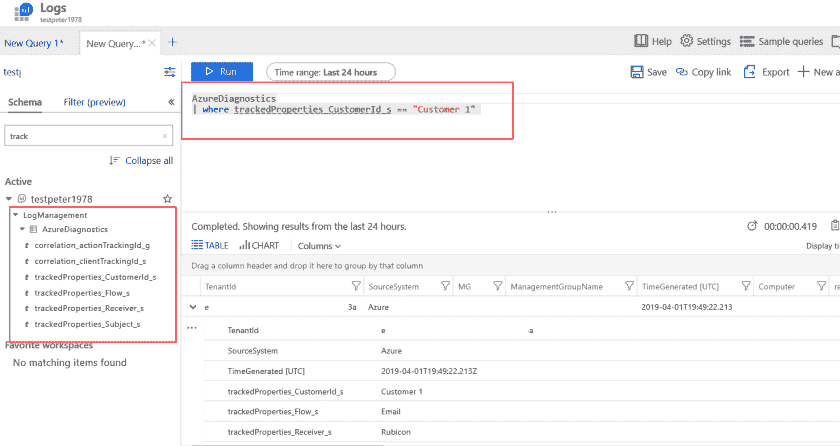 Logs
testpeter1978
New Query 1* New Query...* × +
Help Settings Sample queries
Run Time range: Last 24 hours Save Copy link Export + New a
Schema Filter (preview) «
AzureDiagnostics
| where trackedProperties_CustomerId_s == "Customer 1"
track ×
Collapse all
Active
testpeter1978
LogManagement
AzureDiagnostics
t correlation_actionTrackingId_g
t correlation_clientTrackingId_s
t trackedProperties_CustomerId_s
t trackedProperties_Flow_s
t trackedProperties_Receiver_s
t trackedProperties_Subject_s
Favorite workspaces
No matching items found
...
Completed. Showing results from the last 24 hours. 00:00:00.419
TABLE CHART Columns Display ti
Drag a column header and drop it here to group by that column
TenantId SourceSystem MG ManagementGroupName TimeGenerated [UTC] Computer re
e 3a Azure 2019-04-01T19:49:22.213
... TenantId e -a
SourceSystem Azure
TimeGenerated [UTC] 2019-04-01T19:49:22.213Z
trackedProperties_CustomerId_s Customer 1
trackedProperties_Flow_s Email
trackedProperties_Receiver_s Rubicon